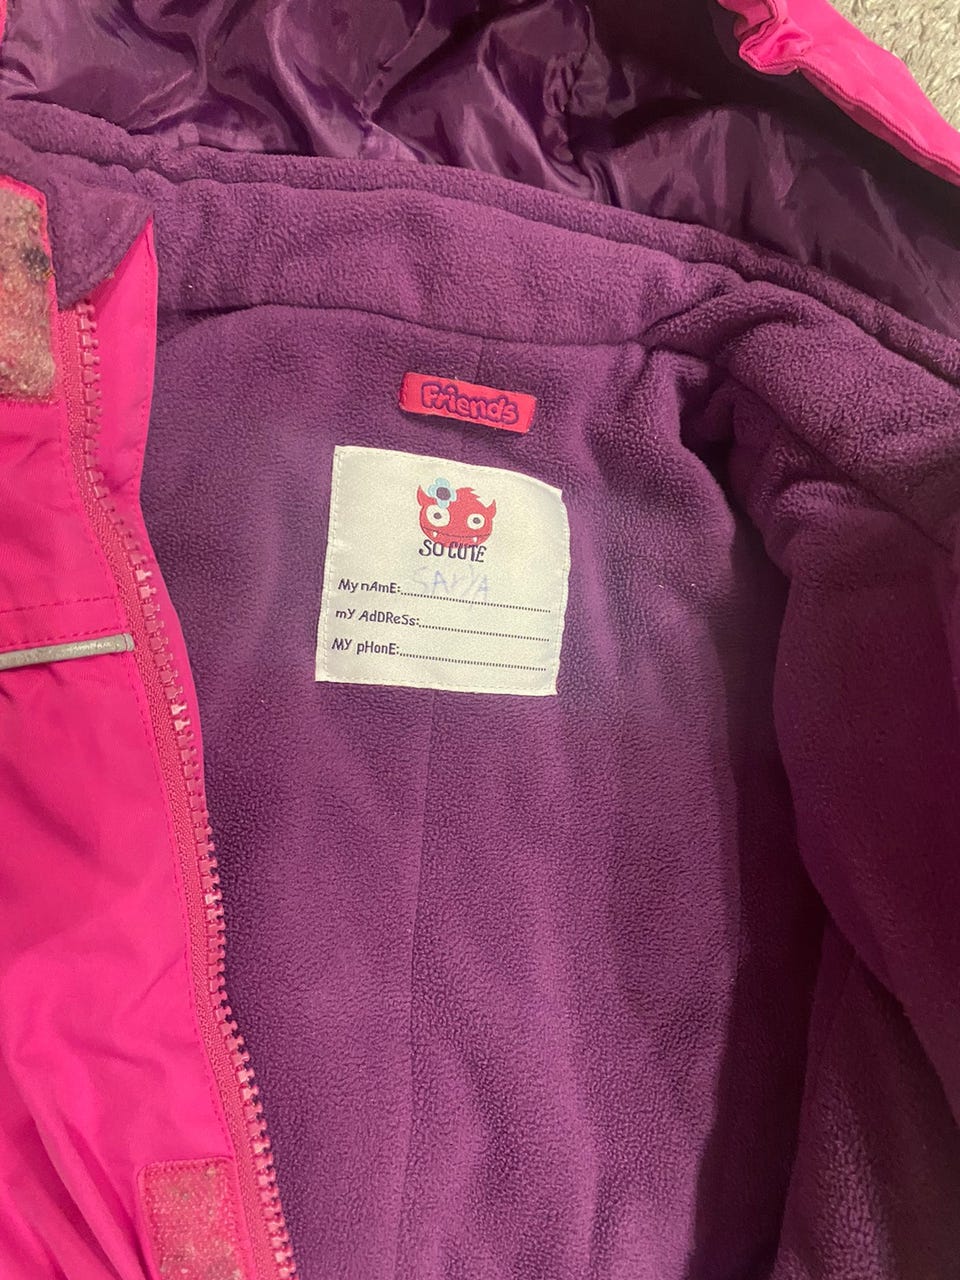 Friends
SO CUTE
My nAmE:
mY AdDReSs:
MY pHonE: